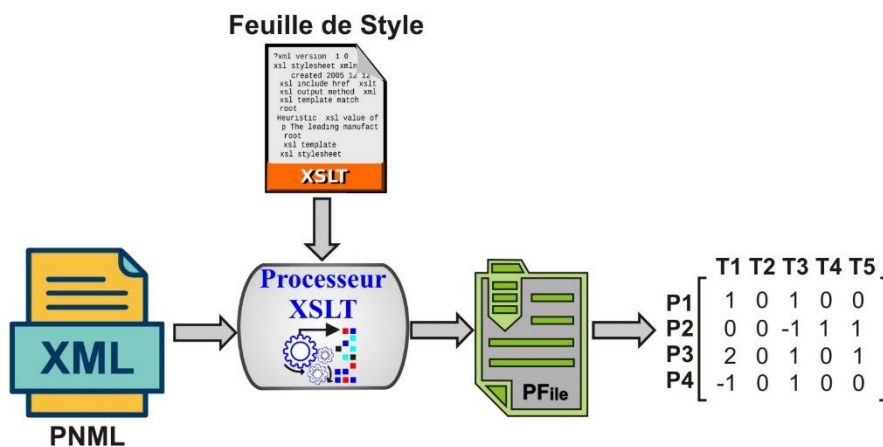 Feuille de Style
?xml version 1 0
xsl stylesheet xmln
created 2005 12 12
xsl include href xslt
xsl output method xml
xsl template match
root
Heuristic xsl value of
p The leading manufact
root
xsl template
xsl stylesheet
XSLT
Processeur
XSLT
XML
PNML
PFile
T1 T2 T3 T4 T5
P1 1 0 1 0 0
P2 0 0 -1 1 1
P3 2 0 1 0 1
P4 -1 0 1 0 0